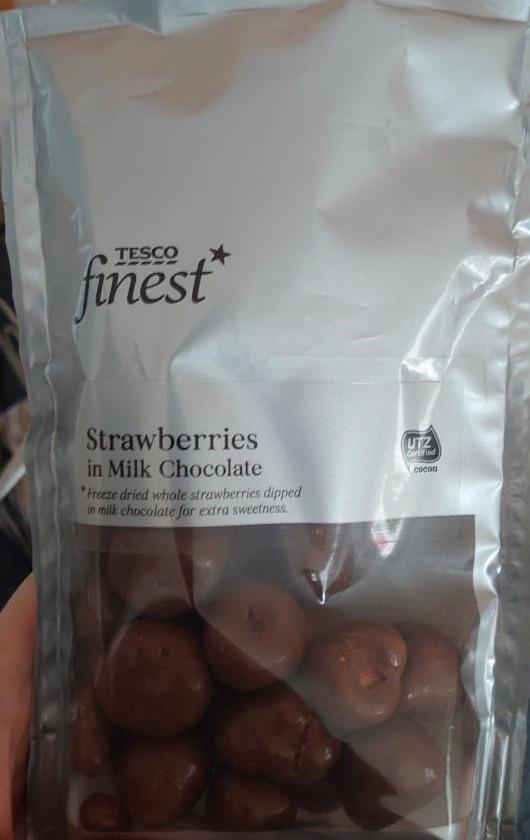 TESCO
finest*
Strawberries
in Milk Chocolate
*Freeze dried whole strawberries dipped
in milk chocolate for extra sweetness.
UTZ
Certified
cocoa